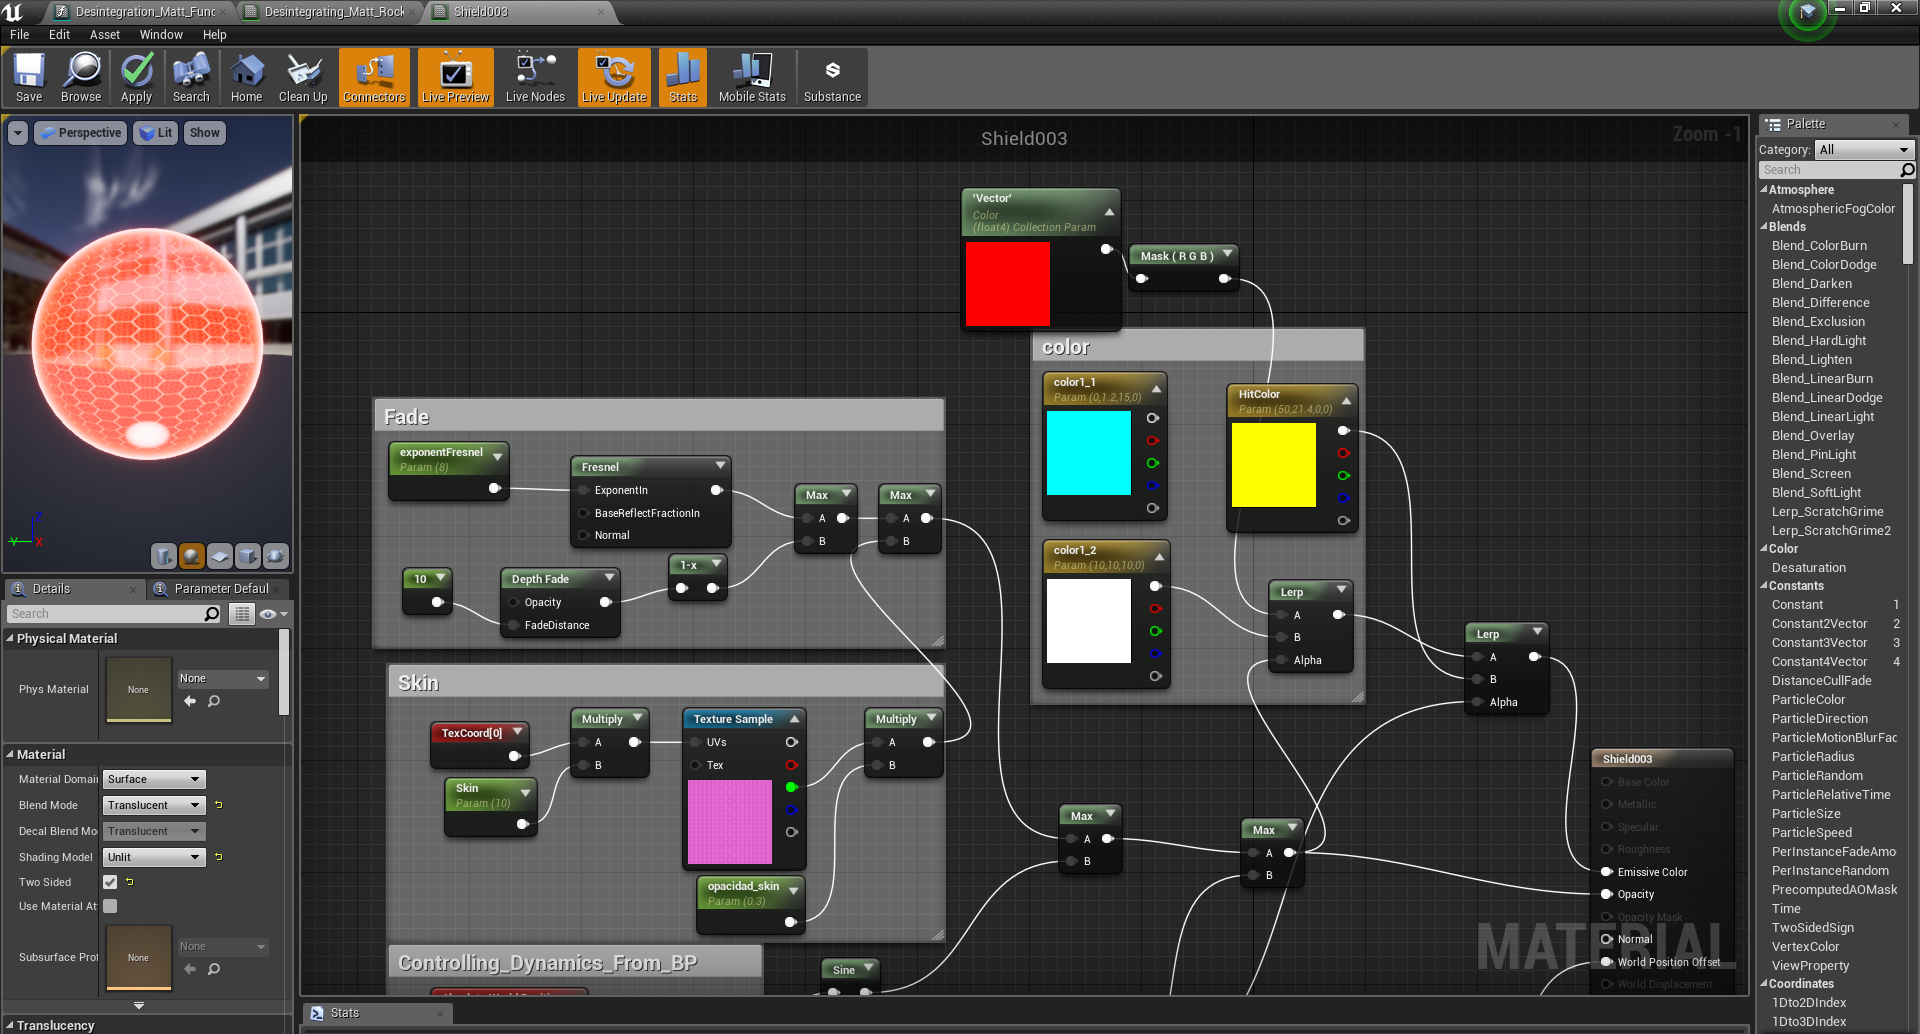 Desintegration_Matt_Func
Desintegrating_Matt_Rock
Shield003
File
Edit
Asset
Window
Help
Save
Browse
Apply
Search
Home
Clean Up
Connectors
Live Preview
Live Nodes
Live Update
Stats
Mobile Stats
Substance
Perspective
Lit
Show
Z
Y
X
Details
Parameter Defaul
Search
Physical Material
Phys Material
None
None
Material
Material Domain
Surface
Blend Mode
Translucent
Decal Blend Mo
Translucent
Shading Model
Unlit
Two Sided
Use Material At
Subsurface Prof
None
None
Translucency
Shield003
Zoom -1
'Vector'
Color
(float4) Collection Param
Mask ( R G B )
color
color1_1
Param (0,1.2,15,0)
HitColor
Param (50,21.4,0,0)
color1_2
Param (10,10,10,0)
Lerp
A
B
Alpha
Lerp
A
B
Alpha
Fade
exponentFresnel
Param (8)
Fresnel
ExponentIn
BaseReflectFractionIn
Normal
Max
A
B
Max
A
B
10
Depth Fade
Opacity
FadeDistance
1-x
Skin
TexCoord[0]
Skin
Param (10)
Multiply
A
B
Texture Sample
UVs
Tex
Multiply
A
B
opacidad_skin
Param (0.3)
Max
A
B
Max
A
B
Controlling_Dynamics_From_BP
Sine
Shield003
Base Color
Metallic
Specular
Roughness
Emissive Color
Opacity
Opacity Mask
Normal
World Position Offset
World Displacement
MATERIAL
Stats
Palette
Category:
All
Search
Atmosphere
AtmosphericFogColor
Blends
Blend_ColorBurn
Blend_ColorDodge
Blend_Darken
Blend_Difference
Blend_Exclusion
Blend_HardLight
Blend_Lighten
Blend_LinearBurn
Blend_LinearDodge
Blend_LinearLight
Blend_Overlay
Blend_PinLight
Blend_Screen
Blend_SoftLight
Lerp_ScratchGrime
Lerp_ScratchGrime2
Color
Desaturation
Constants
Constant 1
Constant2Vector 2
Constant3Vector 3
Constant4Vector 4
DistanceCullFade
ParticleColor
ParticleDirection
ParticleMotionBlurFac
ParticleRadius
ParticleRandom
ParticleRelativeTime
ParticleSize
ParticleSpeed
PerInstanceFadeAmo
PerInstanceRandom
PrecomputedAOMask
Time
TwoSidedSign
VertexColor
ViewProperty
Coordinates
1Dto2DIndex
1Dto3DIndex